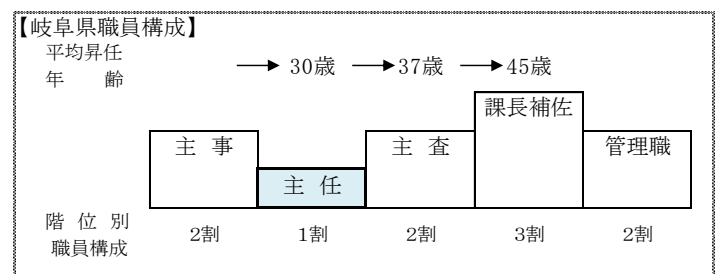 【岐阜県職員構成】
平均昇任
年　　齢
30歳 37歳 45歳
課長補佐
主　事 主　査 管理職
主　任
階　位　別
職員構成
2割 1割 2割 3割 2割